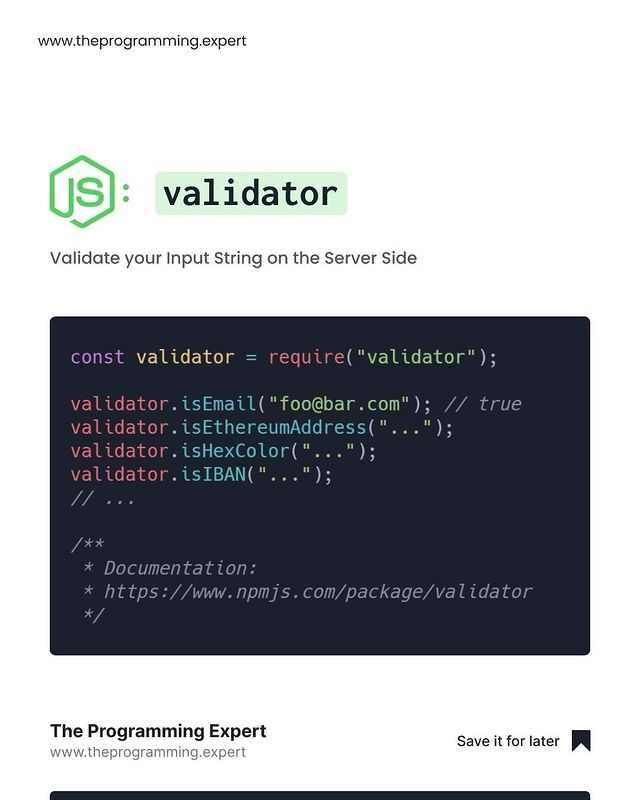 www.theprogramming.expert
JS: validator
Validate your Input String on the Server Side
const validator = require("validator");
validator.isEmail("foo@bar.com"); // true
validator.isEthereumAddress("...");
validator.isHexColor("...");
validator.isIBAN("...");
// ...
/**
 * Documentation:
 * https://www.npmjs.com/package/validator
 */
The Programming Expert
www.theprogramming.expert
Save it for later